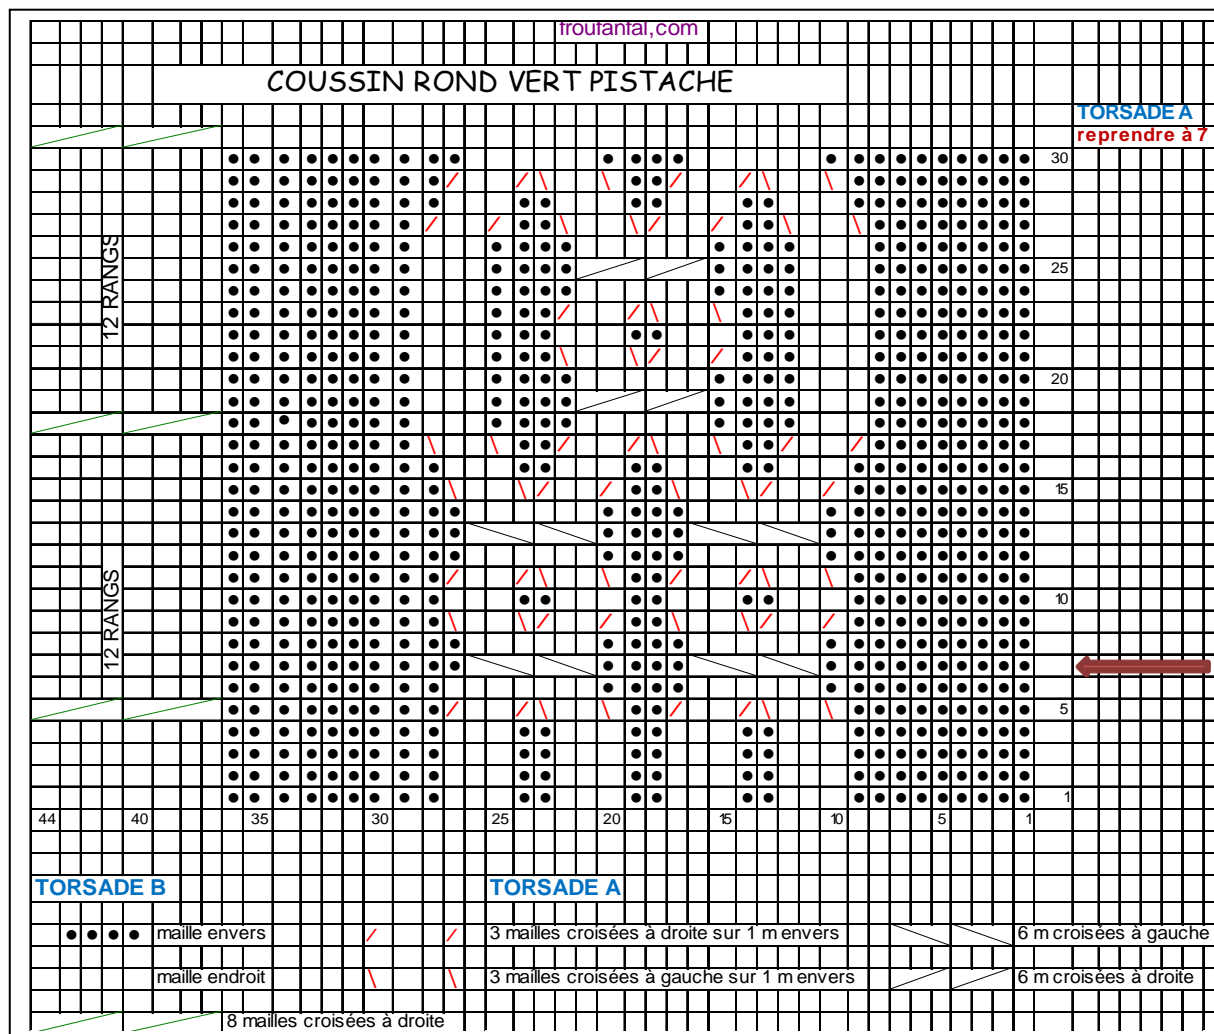 froufanfal,com
COUSSIN ROND VERT PISTACHE
TORSADE A
reprendre à 7
30
25
12 RANGS
20
15
12 RANGS
10
5
1
44 40 35 30 25 20 15 10 5 1
TORSADE B TORSADE A
maille envers 3 mailles croisées à droite sur 1 m envers 6 m croisées à gauche
maille endroit 3 mailles croisées à gauche sur 1 m envers 6 m croisées à droite
8 mailles croisées à droite